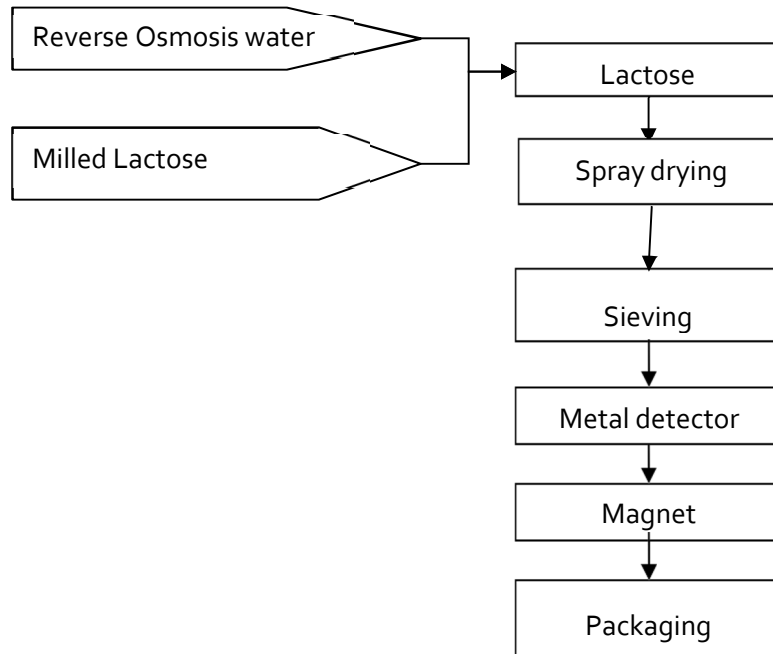 Reverse Osmosis water
Milled Lactose
Lactose
Spray drying
Sieving
Metal detector
Magnet
Packaging